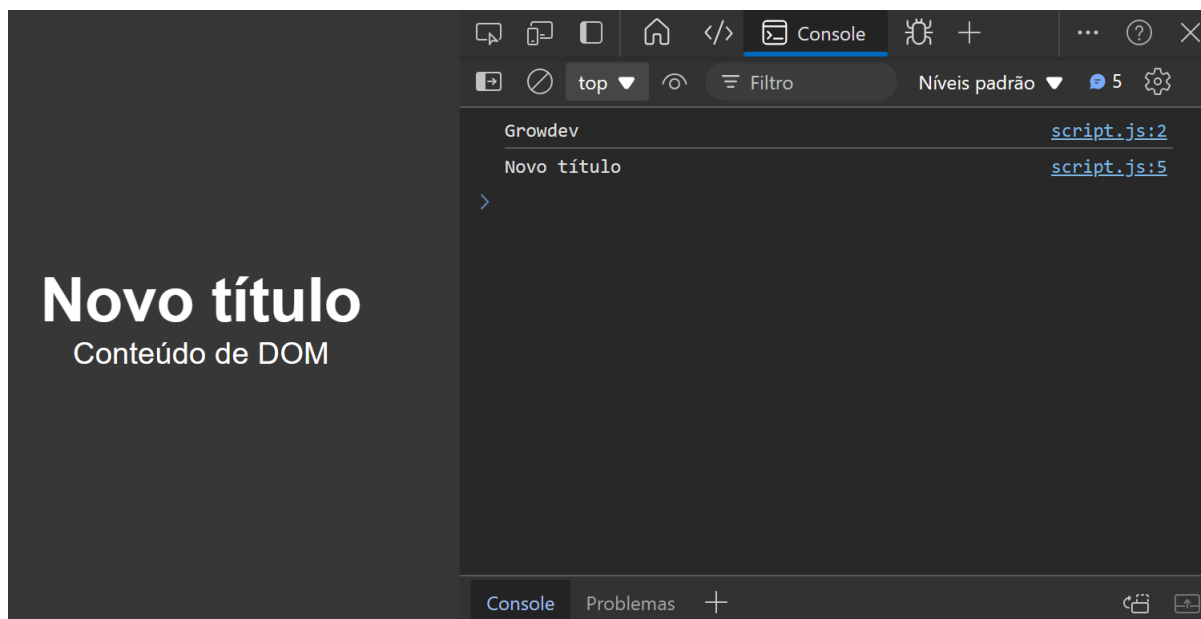 Novo título
Conteúdo de DOM
Console
top
Filtro
Níveis padrão
5
Growdev script.js:2
Novo título script.js:5
Console Problemas